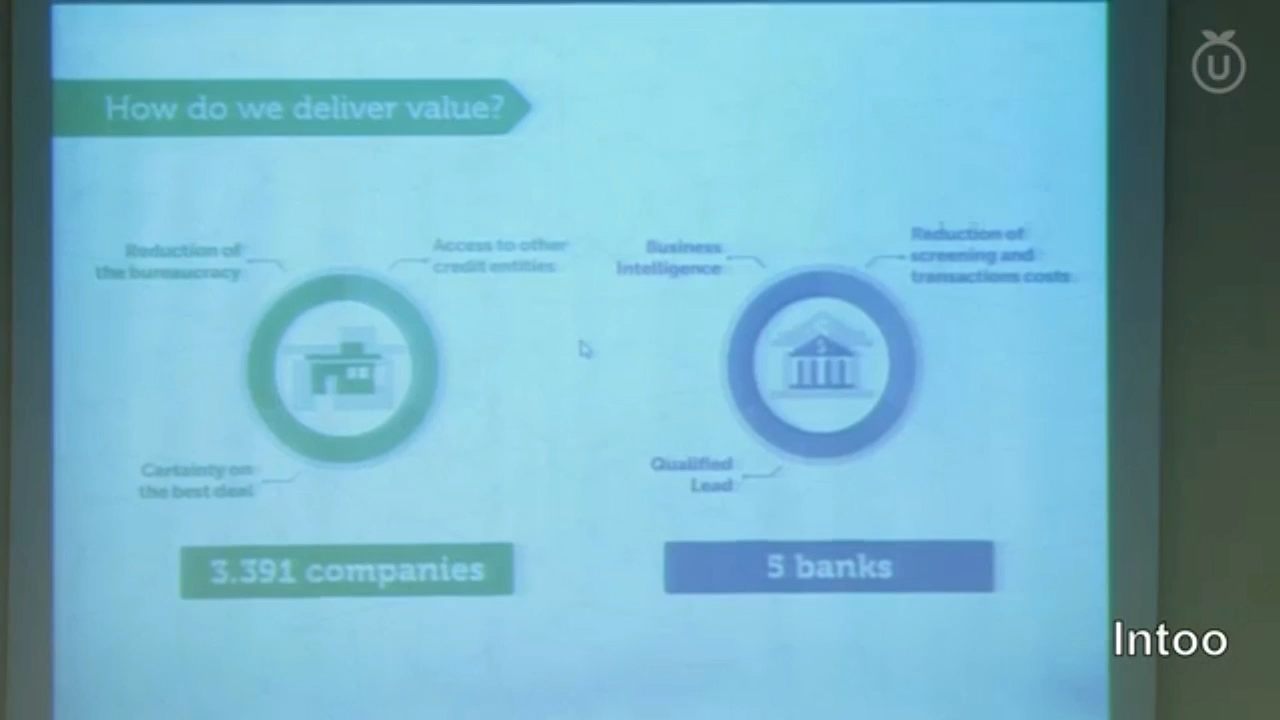 How do we deliver value?
Reduction of
the bureaucracy
Access to other
credit entities
Certainty on
the best deal
3.391 companies
Business
Intelligence
Reduction of
screening and
transactions costs
$
Qualified
Lead
5 banks
U
Intoo